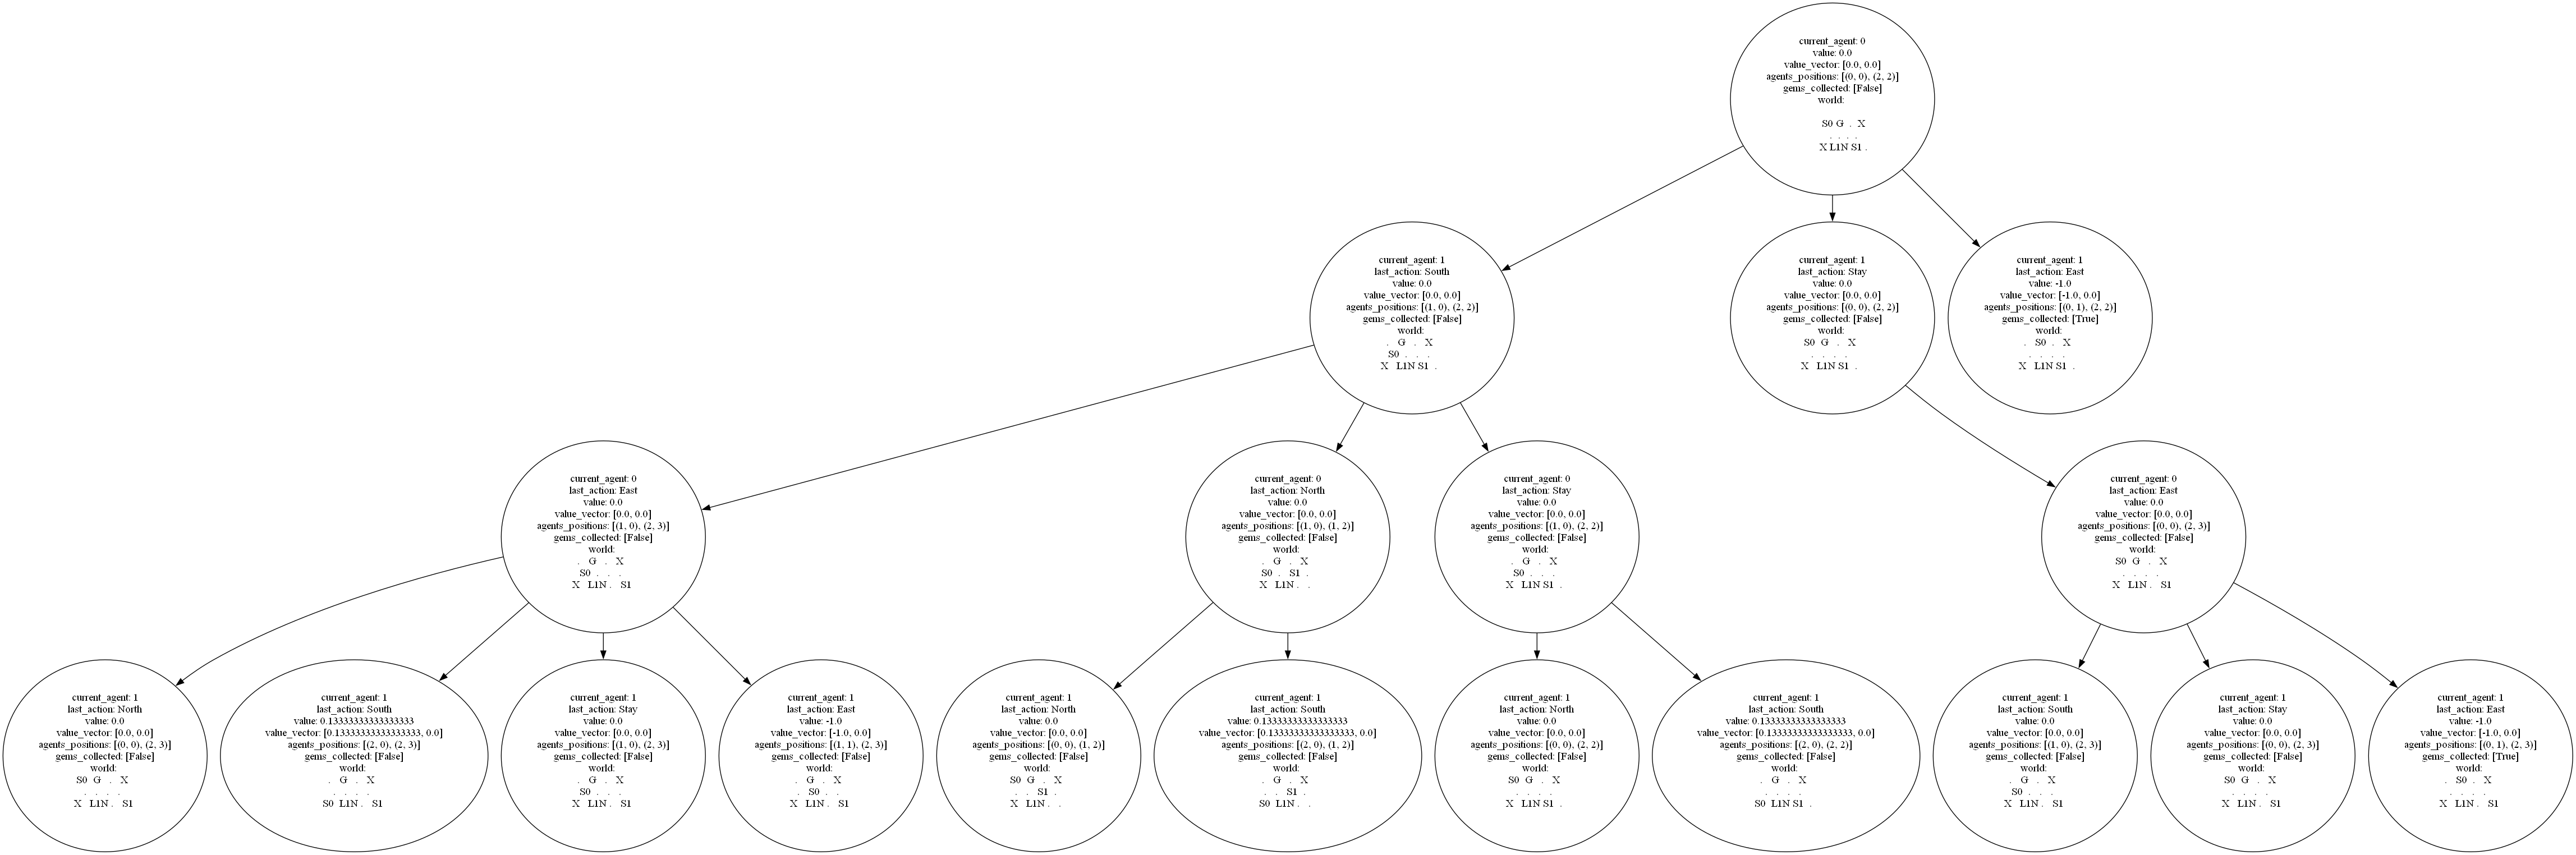 current_agent: 0
value: 0.0
value_vector: [0.0, 0.0]
agents_positions: [(0, 0), (2, 2)]
gems_collected: [False]
world:
S0 G . X
. . . .
X L1N S1 .
current_agent: 1
last_action: South
value: 0.0
value_vector: [0.0, 0.0]
agents_positions: [(1, 0), (2, 2)]
gems_collected: [False]
world:
. G . X
S0 . . .
X L1N S1 .
current_agent: 1
last_action: Stay
value: 0.0
value_vector: [0.0, 0.0]
agents_positions: [(0, 0), (2, 2)]
gems_collected: [False]
world:
S0 G . X
. . . .
X L1N S1 .
current_agent: 1
last_action: East
value: -1.0
value_vector: [-1.0, 0.0]
agents_positions: [(0, 1), (2, 2)]
gems_collected: [True]
world:
. S0 . X
. . . .
X L1N S1 .
current_agent: 0
last_action: East
value: 0.0
value_vector: [0.0, 0.0]
agents_positions: [(1, 0), (2, 3)]
gems_collected: [False]
world:
. G . X
S0 . . .
X L1N . S1
current_agent: 0
last_action: North
value: 0.0
value_vector: [0.0, 0.0]
agents_positions: [(1, 0), (1, 2)]
gems_collected: [False]
world:
. G . X
S0 . S1 .
X L1N . .
current_agent: 0
last_action: Stay
value: 0.0
value_vector: [0.0, 0.0]
agents_positions: [(1, 0), (2, 2)]
gems_collected: [False]
world:
. G . X
S0 . . .
X L1N S1 .
current_agent: 0
last_action: East
value: 0.0
value_vector: [0.0, 0.0]
agents_positions: [(0, 0), (2, 3)]
gems_collected: [False]
world:
S0 G . X
. . . .
X L1N . S1
current_agent: 1
last_action: North
value: 0.0
value_vector: [0.0, 0.0]
agents_positions: [(0, 0), (2, 3)]
gems_collected: [False]
world:
S0 G . X
. . . .
X L1N . S1
current_agent: 1
last_action: South
value: 0.13333333333333333
value_vector: [0.13333333333333333, 0.0]
agents_positions: [(2, 0), (2, 3)]
gems_collected: [False]
world:
. G . X
. . . .
S0 L1N . S1
current_agent: 1
last_action: Stay
value: 0.0
value_vector: [0.0, 0.0]
agents_positions: [(1, 0), (2, 3)]
gems_collected: [False]
world:
. G . X
S0 . . .
X L1N . S1
current_agent: 1
last_action: East
value: -1.0
value_vector: [-1.0, 0.0]
agents_positions: [(1, 1), (2, 3)]
gems_collected: [False]
world:
. G . X
. S0 . .
X L1N . S1
current_agent: 1
last_action: North
value: 0.0
value_vector: [0.0, 0.0]
agents_positions: [(0, 0), (1, 2)]
gems_collected: [False]
world:
S0 G . X
. . S1 .
X L1N . .
current_agent: 1
last_action: South
value: 0.13333333333333333
value_vector: [0.13333333333333333, 0.0]
agents_positions: [(2, 0), (1, 2)]
gems_collected: [False]
world:
. G . X
. . S1 .
S0 L1N . .
current_agent: 1
last_action: North
value: 0.0
value_vector: [0.0, 0.0]
agents_positions: [(0, 0), (2, 2)]
gems_collected: [False]
world:
S0 G . X
. . . .
X L1N S1 .
current_agent: 1
last_action: South
value: 0.13333333333333333
value_vector: [0.13333333333333333, 0.0]
agents_positions: [(2, 0), (2, 2)]
gems_collected: [False]
world:
. G . X
. . . .
S0 L1N S1 .
current_agent: 1
last_action: South
value: 0.0
value_vector: [0.0, 0.0]
agents_positions: [(1, 0), (2, 3)]
gems_collected: [False]
world:
. G . X
S0 . . .
X L1N . S1
current_agent: 1
last_action: Stay
value: 0.0
value_vector: [0.0, 0.0]
agents_positions: [(0, 0), (2, 3)]
gems_collected: [False]
world:
S0 G . X
. . . .
X L1N . S1
current_agent: 1
last_action: East
value: -1.0
value_vector: [-1.0, 0.0]
agents_positions: [(0, 1), (2, 3)]
gems_collected: [True]
world:
. S0 . X
. . . .
X L1N . S1